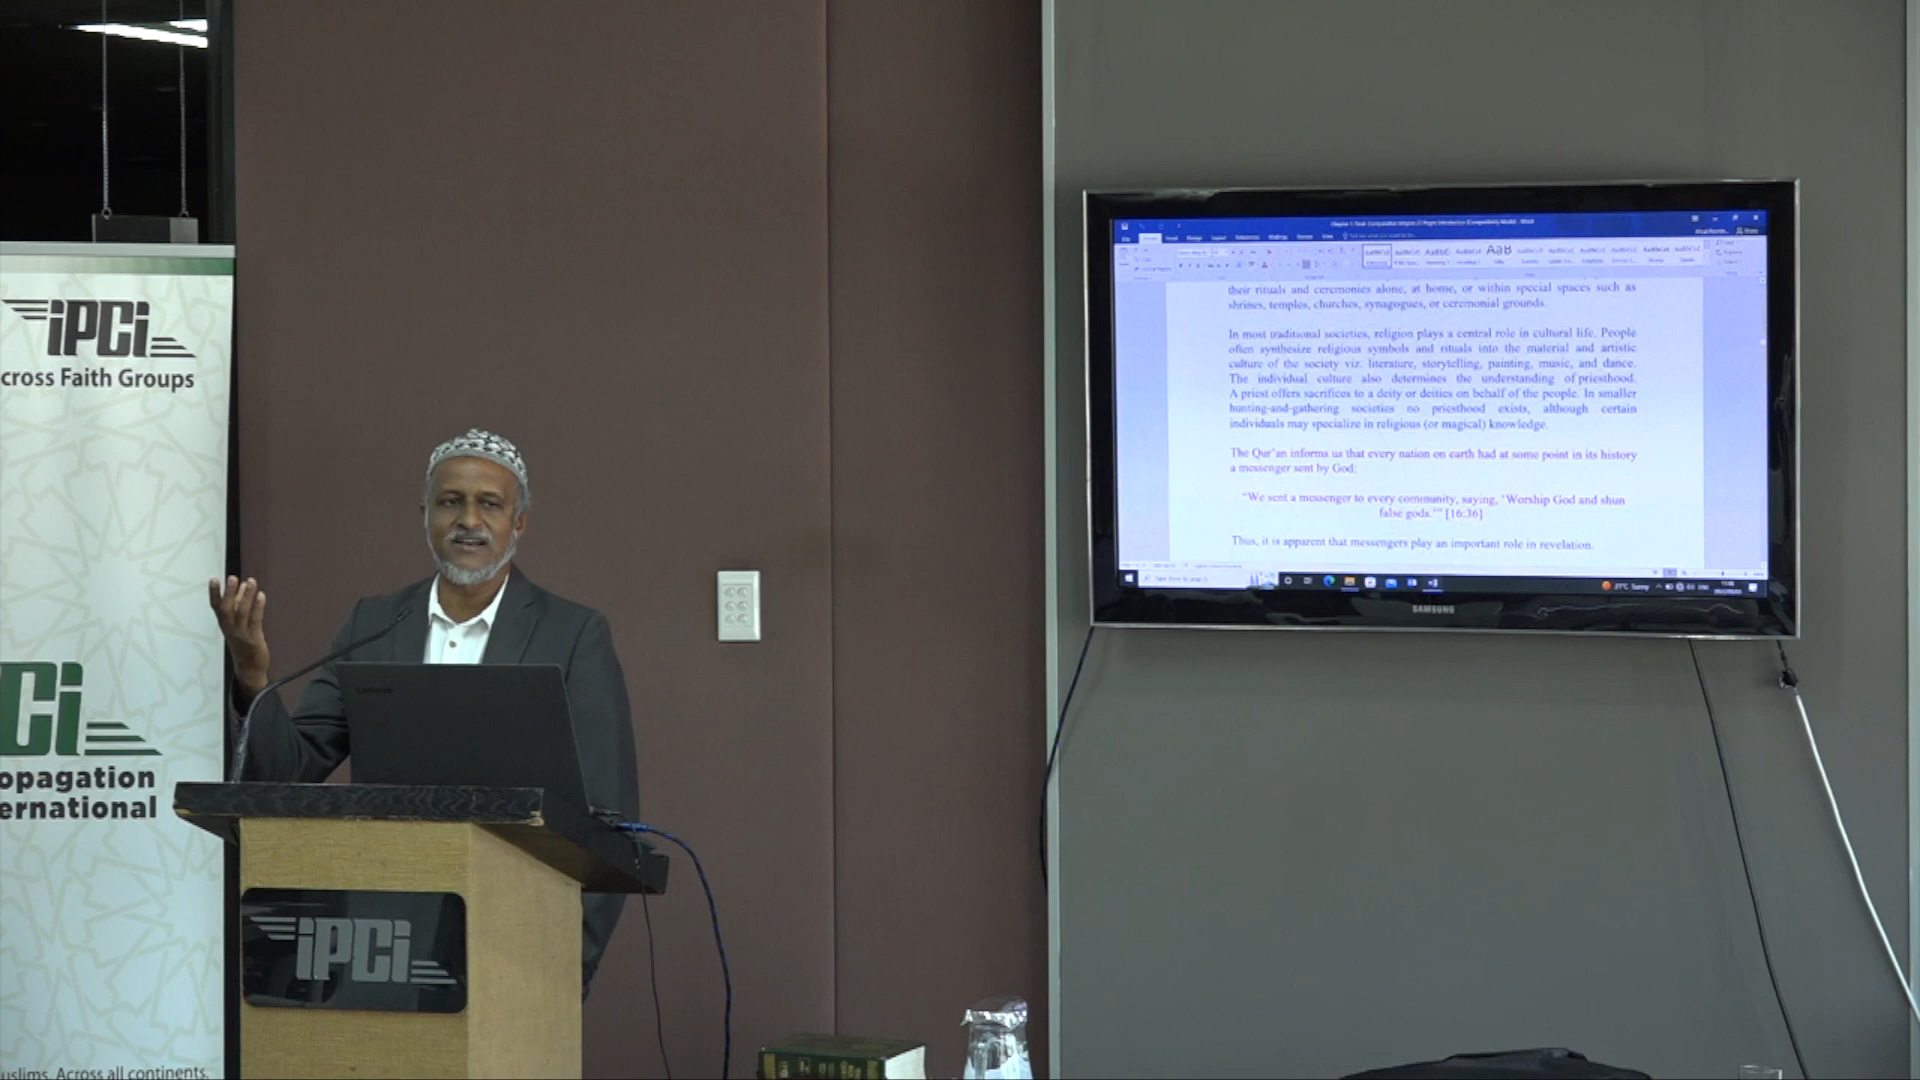 iPCi
cross Faith Groups
Ci
opagation
ernational
uslims. Across all continents.
iPCi
Lenovo
their rituals and ceremonies alone, at home, or within special spaces such as
shrines, temples, churches, synagogues, or ceremonial grounds.
In most traditional societies, religion plays a central role in cultural life. People
often synthesize religious symbols and rituals into the material and artistic
culture of the society viz. literature, storytelling, painting, music, and dance.
The individual culture also determines the understanding of priesthood.
A priest offers sacrifices to a deity or deities on behalf of the people. In smaller
hunting-and-gathering societies no priesthood exists, although certain
individuals may specialize in religious (or magical) knowledge.
The Qur'an informs us that every nation on earth had at some point in its history
a messenger sent by God:
"We sent a messenger to every community, saying, 'Worship God and shun
false gods.'" [16:36]
Thus, it is apparent that messengers play an important role in revelation.
21°C Sunny
SAMSUNG